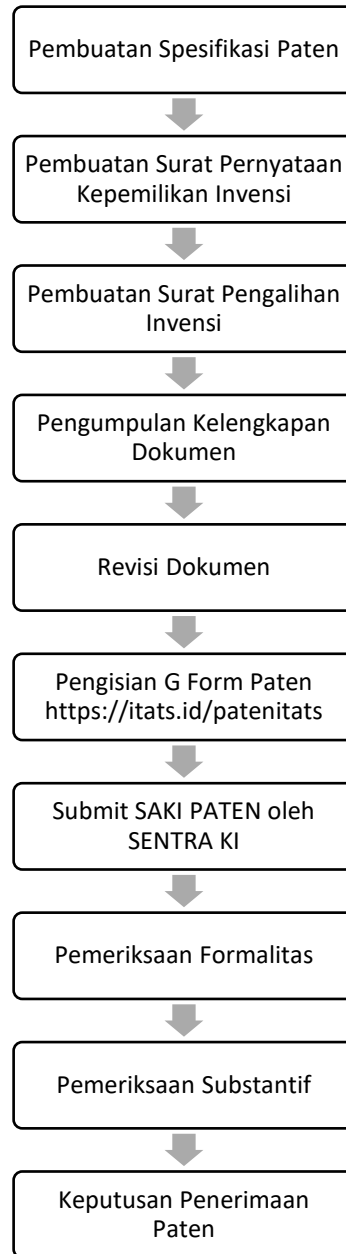 Pembuatan Spesifikasi Paten
Pembuatan Surat Pernyataan
Kepemilikan Invensi
Pembuatan Surat Pengalihan
Invensi
Pengumpulan Kelengkapan
Dokumen
Revisi Dokumen
Pengisian G Form Paten
https://itats.id/patenitats
Submit SAKI PATEN oleh
SENTRA KI
Pemeriksaan Formalitas
Pemeriksaan Substantif
Keputusan Penerimaan
Paten